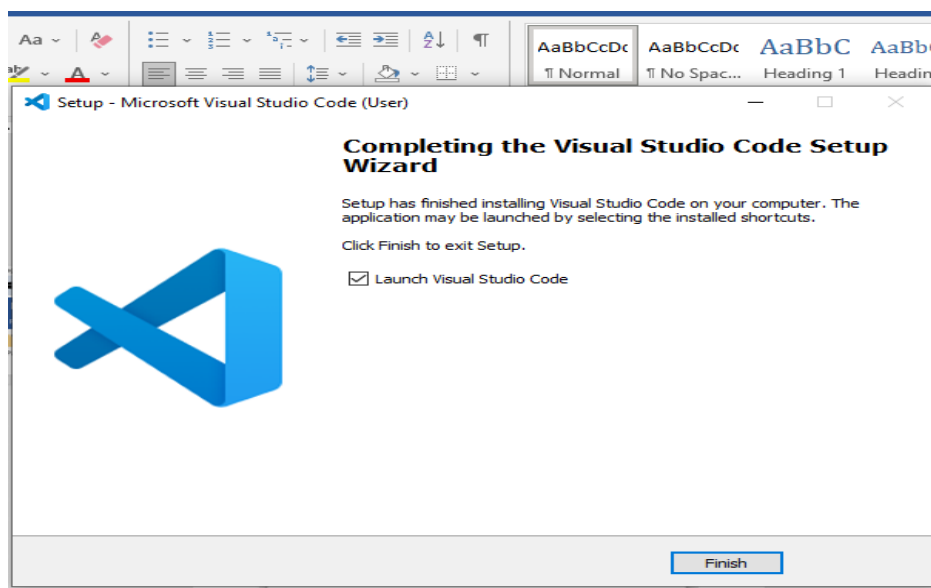 Aa
A
AaBbCcDc AaBbCcDc AaBbC AaBb
¶ Normal ¶ No Spac... Heading 1 Headin
Setup - Microsoft Visual Studio Code (User)
Completing the Visual Studio Code Setup
Wizard
Setup has finished installing Visual Studio Code on your computer. The
application may be launched by selecting the installed shortcuts.
Click Finish to exit Setup.
Launch Visual Studio Code
Finish